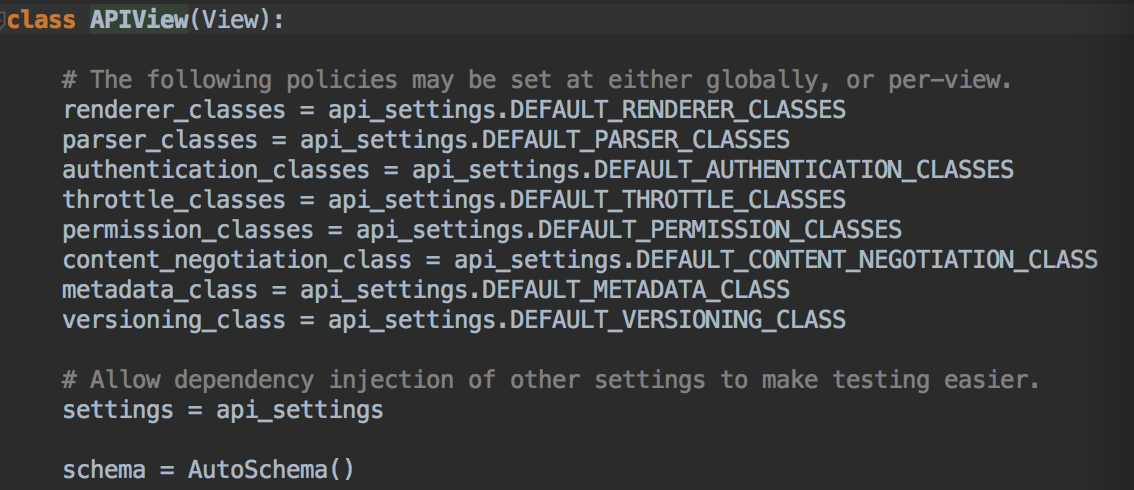 class APIView(View):
# The following policies may be set at either globally, or per-view.
renderer_classes = api_settings.DEFAULT_RENDERER_CLASSES
parser_classes = api_settings.DEFAULT_PARSER_CLASSES
authentication_classes = api_settings.DEFAULT_AUTHENTICATION_CLASSES
throttle_classes = api_settings.DEFAULT_THROTTLE_CLASSES
permission_classes = api_settings.DEFAULT_PERMISSION_CLASSES
content_negotiation_class = api_settings.DEFAULT_CONTENT_NEGOTIATION_CLASS
metadata_class = api_settings.DEFAULT_METADATA_CLASS
versioning_class = api_settings.DEFAULT_VERSIONING_CLASS
# Allow dependency injection of other settings to make testing easier.
settings = api_settings
schema = AutoSchema()